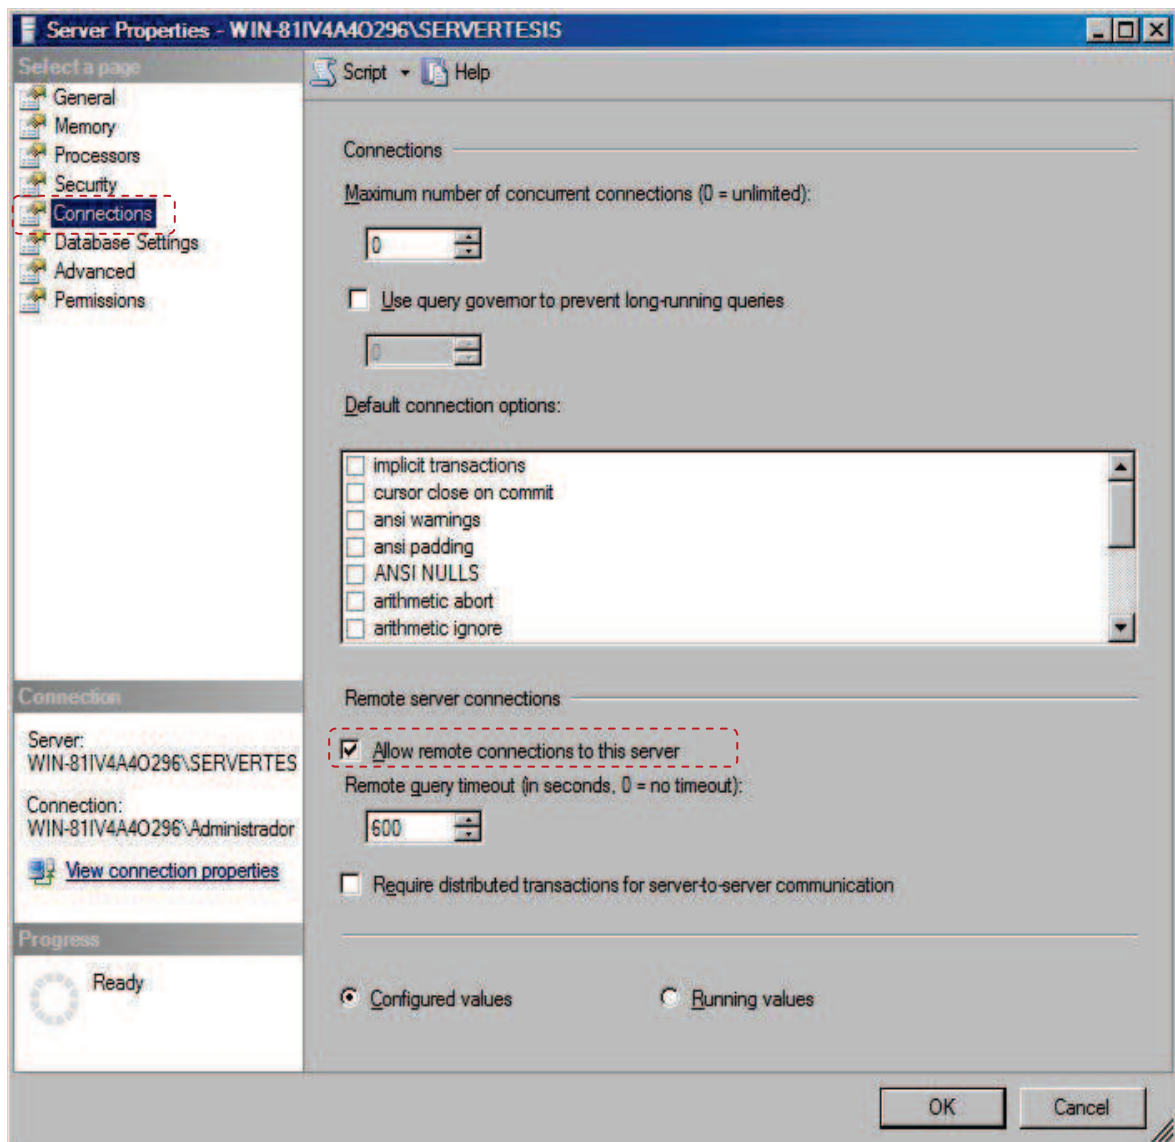 Server Properties - WIN-81IV4A4O296\SERVERTESIS
Select a page
General
Memory
Processors
Security
Connections
Database Settings
Advanced
Permissions
Script
Help
Connections
Maximum number of concurrent connections (0 = unlimited):
0
Use query governor to prevent long-running queries
0
Default connection options:
implicit transactions
cursor close on commit
ansi warnings
ansi padding
ANSI NULLS
arithmetic abort
arithmetic ignore
Remote server connections
Allow remote connections to this server
Remote query timeout (in seconds, 0 = no timeout):
600
Require distributed transactions for server-to-server communication
Configured values
Running values
Connection
Server:
WIN-81IV4A4O296\SERVERTES
Connection:
WIN-81IV4A4O296\Administrador
View connection properties
Progress
Ready
OK
Cancel